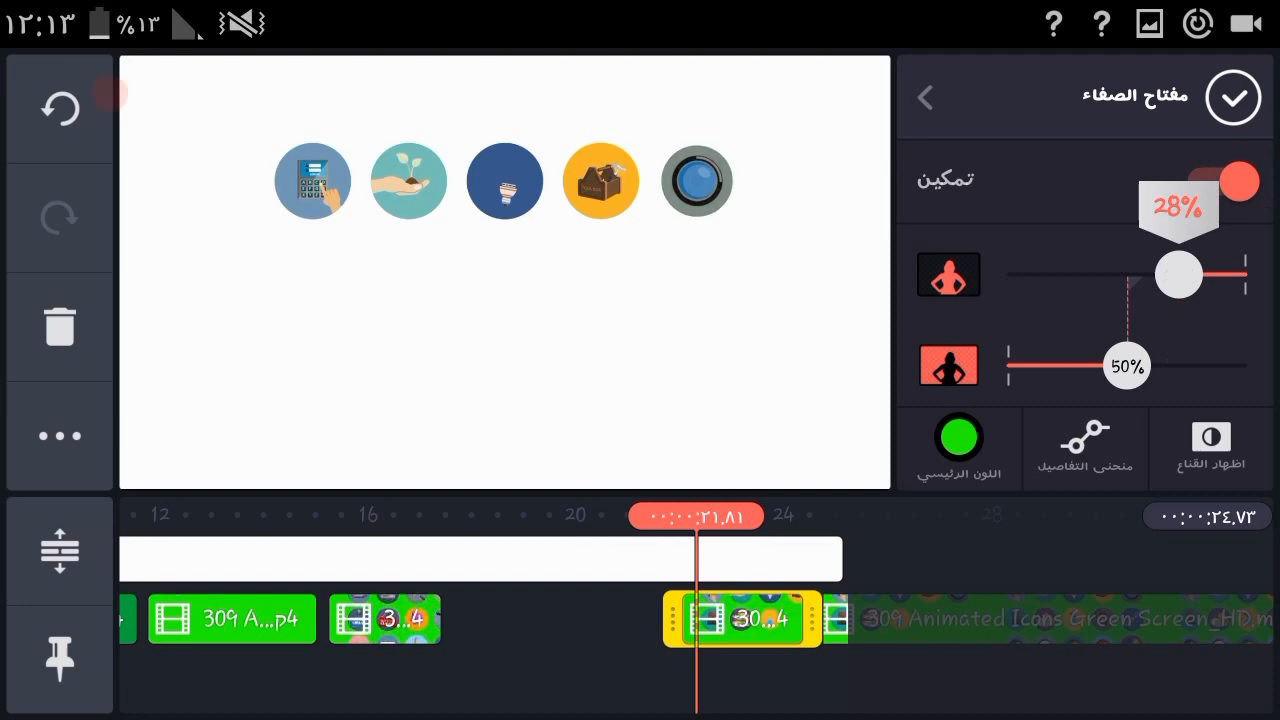 ١٢:١٣ %١٣
مفتاح الصفاء
تمكين
28%
50%
اللون الرئيسي
منحنى التفاصيل
اظهار القناع
12 16 20 ٠٠:٠٠:٢١.٨١ 24 28 ٠٠:٠٠:٢٤.٧٣
4 309 A...p4 3...4 30...4 309 Animated Icons Green Screen_HD.m